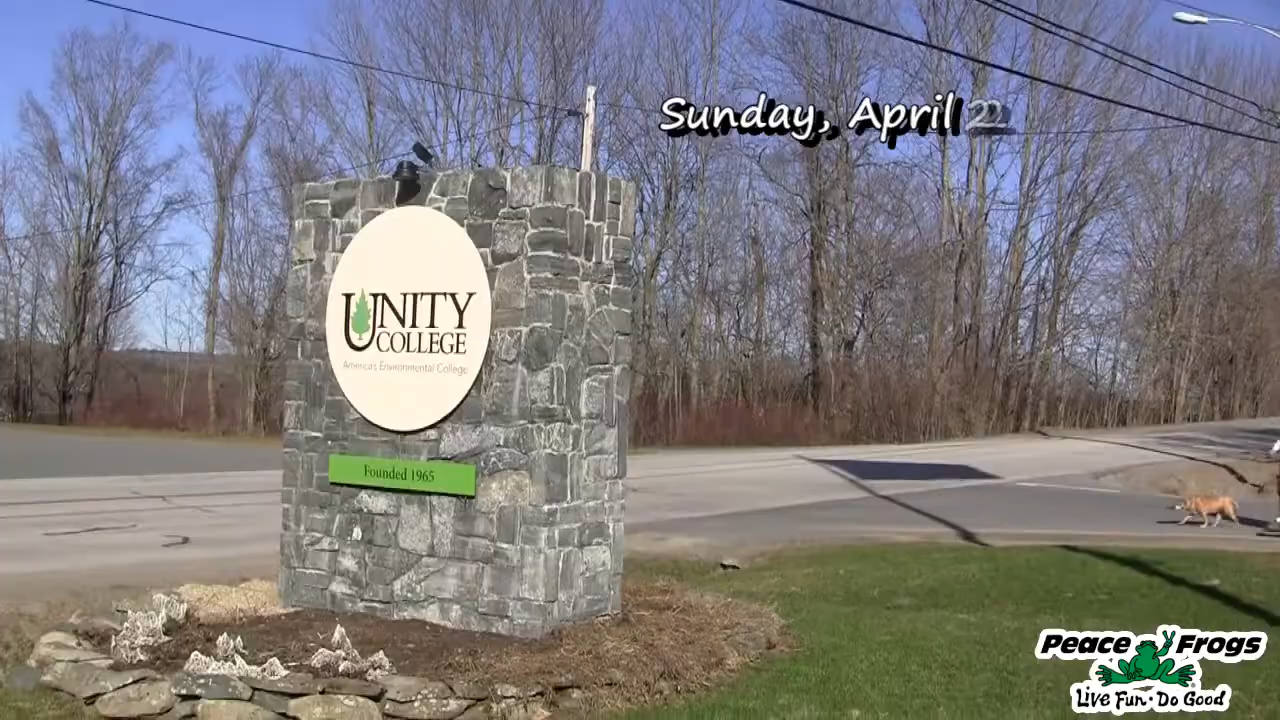 Sunday, April 22
UNITY
COLLEGE
America's Environmental College
Founded 1965
Peace Frogs
Live Fun · Do Good